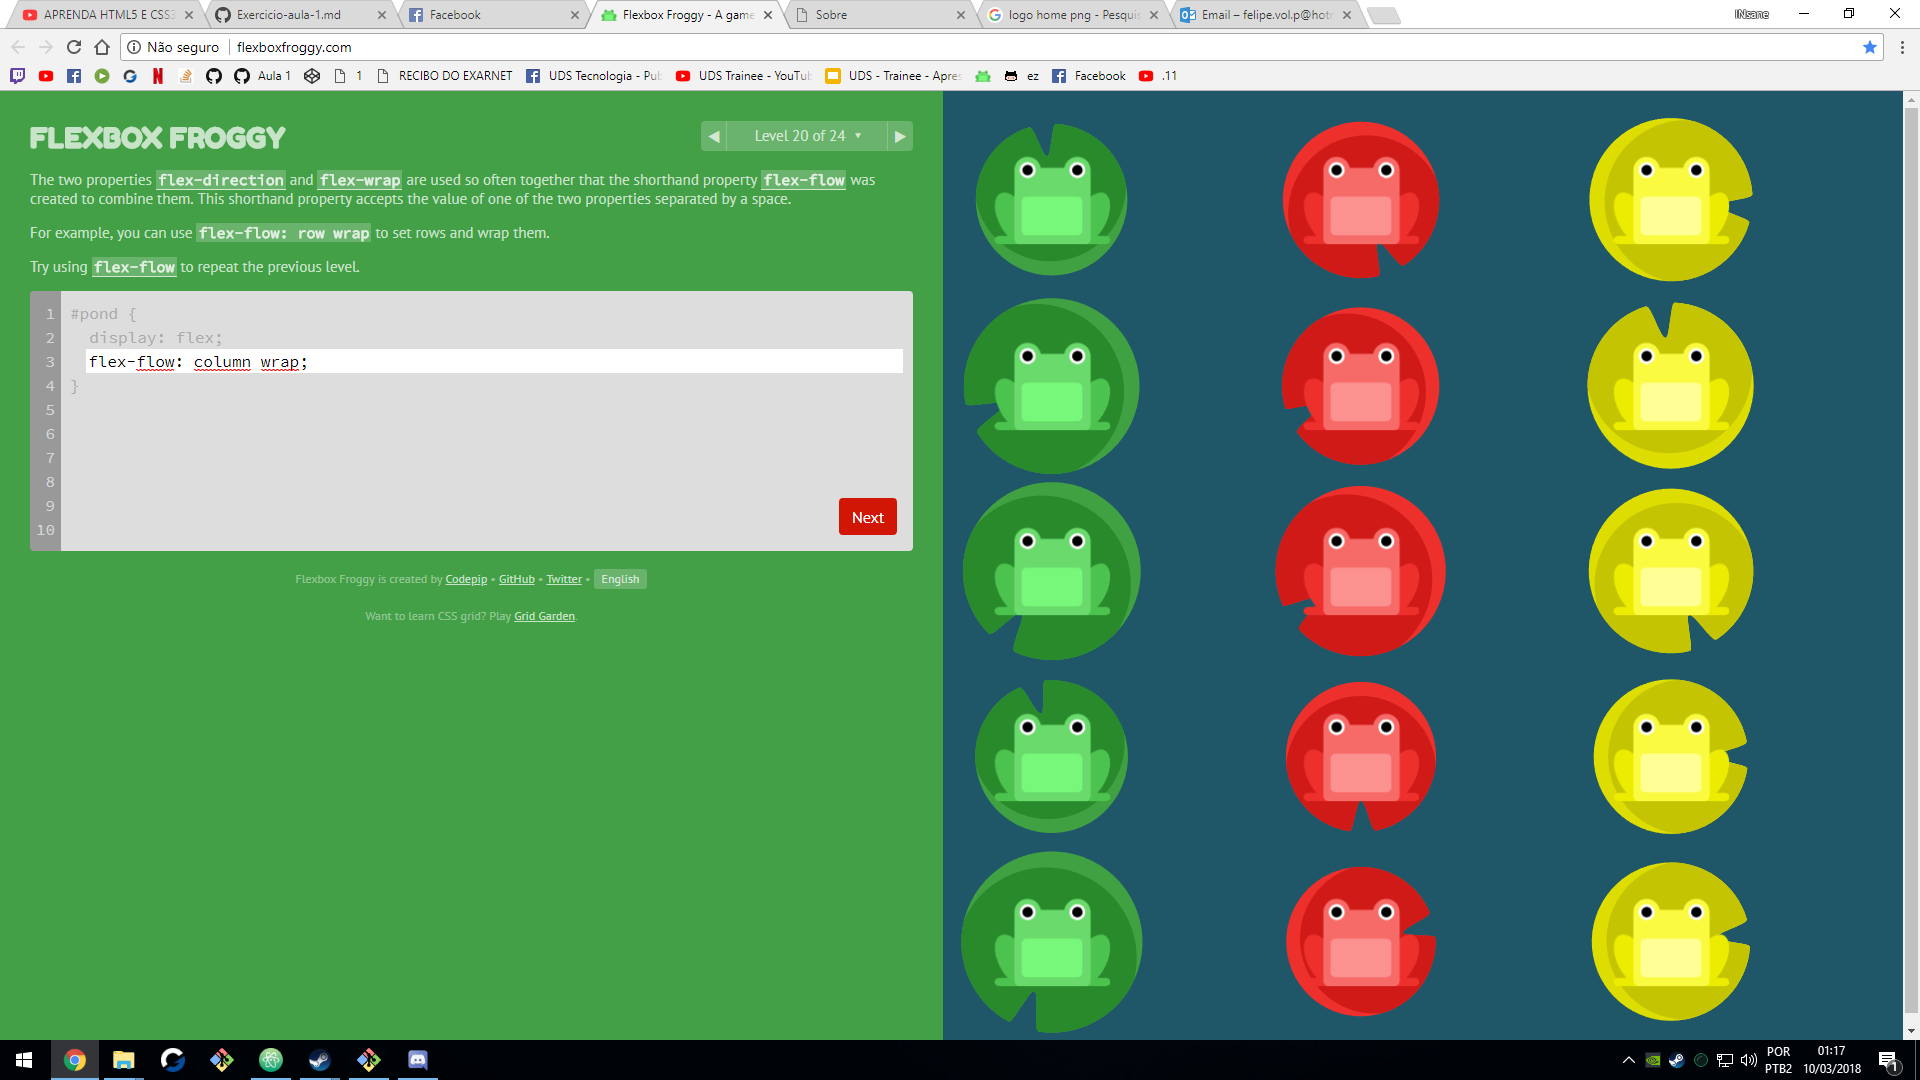 APRENDA HTML5 E CSS3
Exercicio-aula-1.md
Facebook
Flexbox Froggy - A game
Sobre
logo home png - Pesquis
Email – felipe.vol.p@hotm
INsane
Não seguro
flexboxfroggy.com
Aula 1
1
RECIBO DO EXARNET
UDS Tecnologia - Pub
UDS Trainee - YouTub
UDS - Trainee - Apres
ez
Facebook
.11
FLEXBOX FROGGY
Level 20 of 24
The two properties flex-direction and flex-wrap are used so often together that the shorthand property flex-flow was
created to combine them. This shorthand property accepts the value of one of the two properties separated by a space.
For example, you can use flex-flow: row wrap to set rows and wrap them.
Try using flex-flow to repeat the previous level.
1 #pond {
2 display: flex;
3 flex-flow: column wrap;
4 }
5
6
7
8
9
10
Next
Flexbox Froggy is created by Codepip • GitHub • Twitter • English
Want to learn CSS grid? Play Grid Garden.
POR
PTB2
01:17
10/03/2018
1